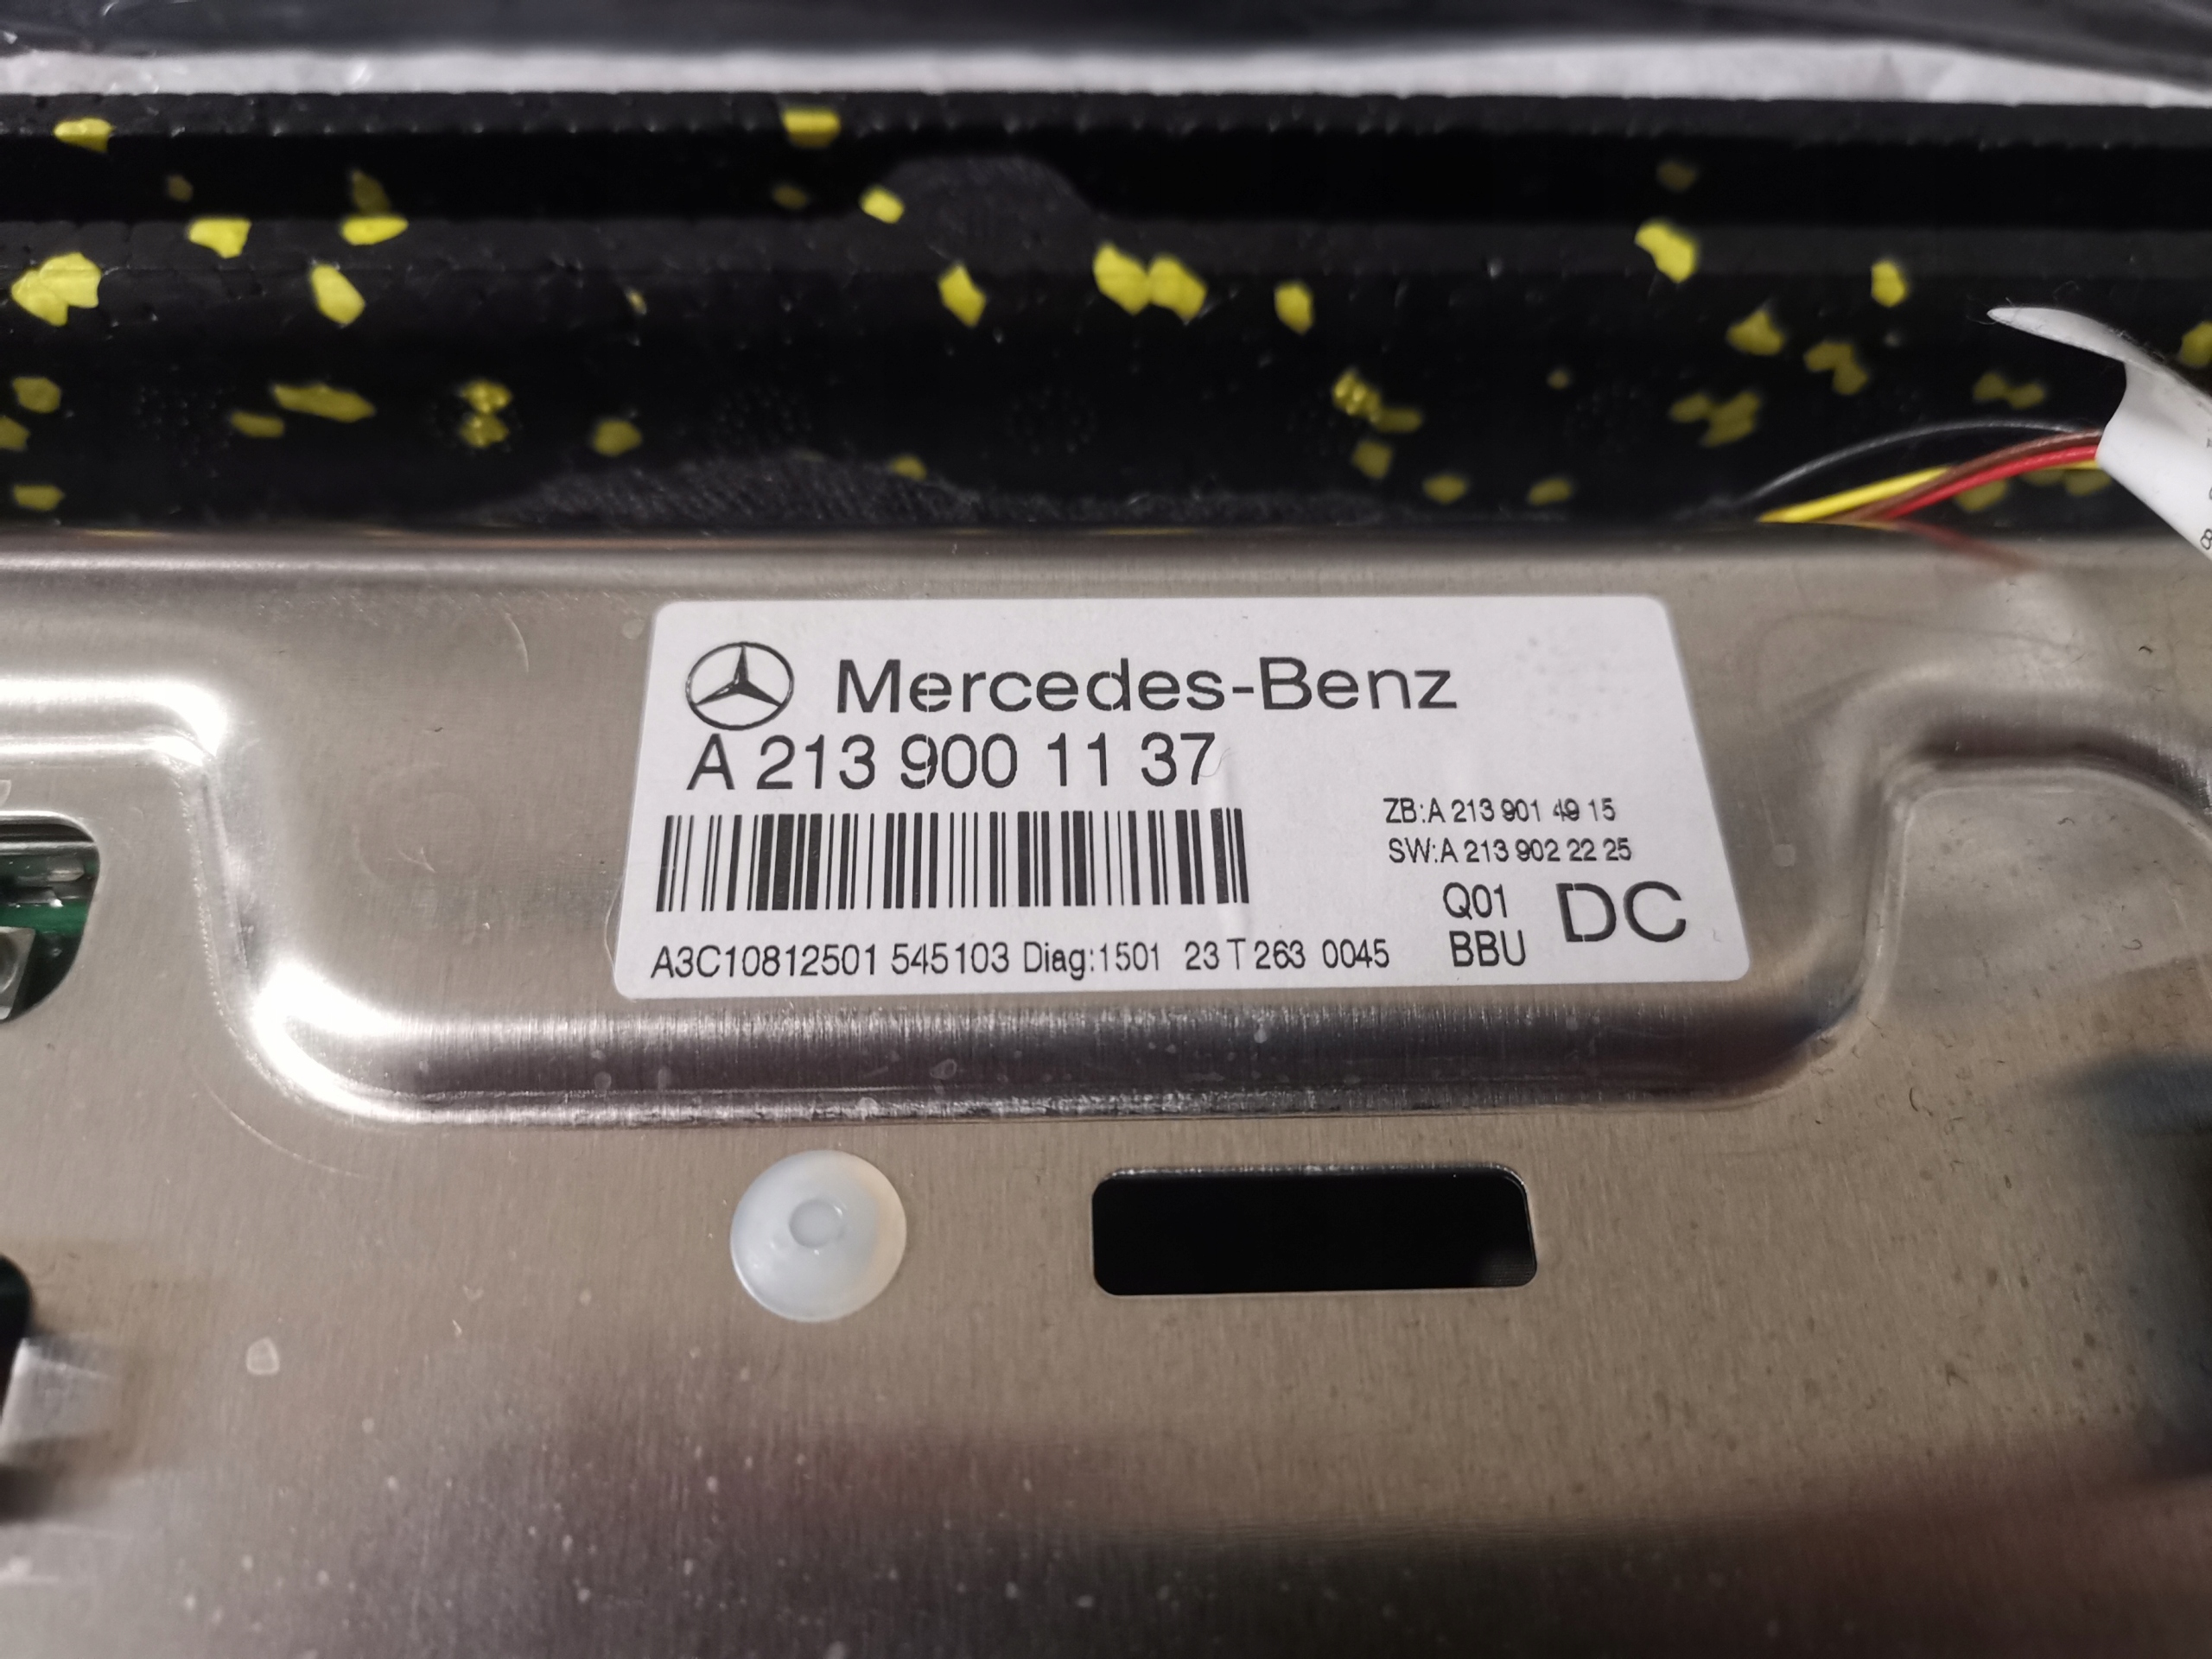 Mercedes-Benz
A 213 900 11 37
ZB:A 213 901 49 15
SW:A 213 902 22 25
Q01
BBU
DC
A3C10812501 545103 Diag:1501 23 T 263 0045
8